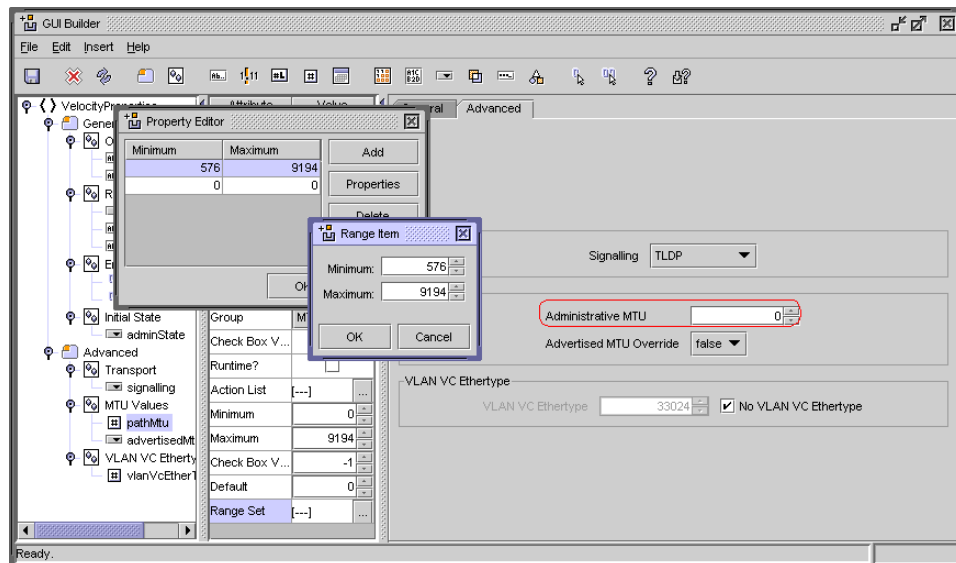 GUI Builder
File Edit Insert Help
VelocityProperties Attribute Value General Advanced
Property Editor
Minimum Maximum
576 9194
0 0
Add
Properties
Delete
OK
Range Item
Minimum: 576
Maximum: 9194
OK Cancel
Signalling TLDP
Administrative MTU 0
Advertised MTU Override false
VLAN VC Ethertype
VLAN VC Ethertype 33024 No VLAN VC Ethertype
Initial State
adminState
Advanced
Transport
signalling
MTU Values
pathMtu
advertisedMt
VLAN VC Etherty
vlanVcEtherT
Group
Check Box V...
Runtime?
Action List [---] ...
Minimum 0
Maximum 9194
Check Box V... -1
Default 0
Range Set [---] ...
Ready.